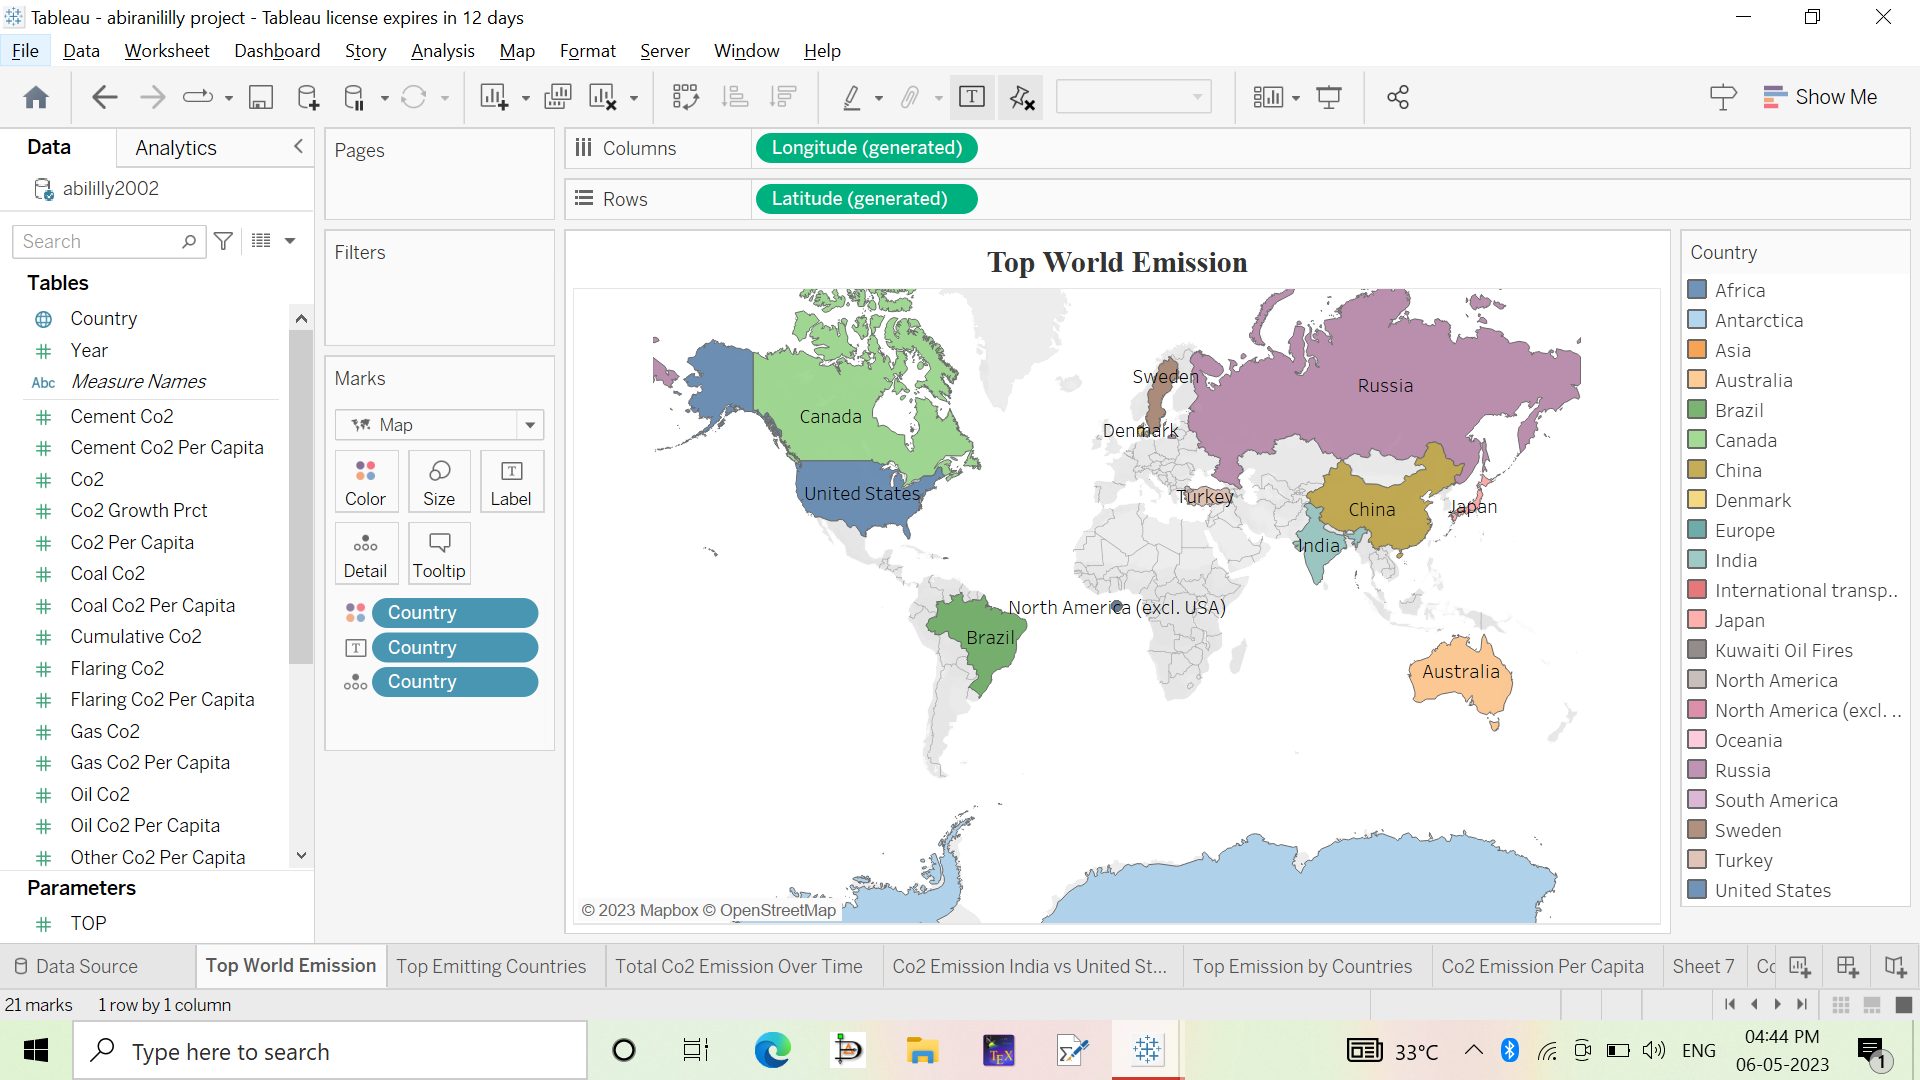 Tableau - abiranililly project - Tableau license expires in 12 days
File Data Worksheet Dashboard Story Analysis Map Format Server Window Help
Show Me
Data Analytics
abililly2002
Search
Tables
Country
Year
Abc Measure Names
Cement Co2
Cement Co2 Per Capita
Co2
Co2 Growth Prct
Co2 Per Capita
Coal Co2
Coal Co2 Per Capita
Cumulative Co2
Flaring Co2
Flaring Co2 Per Capita
Gas Co2
Gas Co2 Per Capita
Oil Co2
Oil Co2 Per Capita
Other Co2 Per Capita
Parameters
TOP
Pages
Filters
Marks
Map
Color Size Label
Detail Tooltip
Country
Country
Country
Columns Longitude (generated)
Rows Latitude (generated)
Top World Emission
Sweden
Russia
Canada
Denmark
United States
Turkey
China
Japan
India
North America (excl. USA)
Brazil
Australia
© 2023 Mapbox © OpenStreetMap
Country
Africa
Antarctica
Asia
Australia
Brazil
Canada
China
Denmark
Europe
India
International transp..
Japan
Kuwaiti Oil Fires
North America
North America (excl. ..
Oceania
Russia
South America
Sweden
Turkey
United States
Data Source Top World Emission Top Emitting Countries Total Co2 Emission Over Time Co2 Emission India vs United St... Top Emission by Countries Co2 Emission Per Capita Sheet 7 Cc
21 marks 1 row by 1 column
Type here to search
TEX
33°C
ENG
04:44 PM
06-05-2023
1